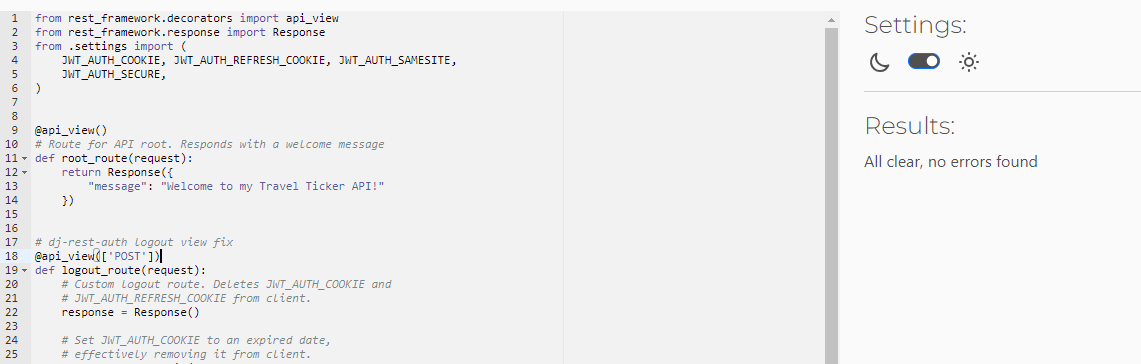 1 from rest_framework.decorators import api_view
2 from rest_framework.response import Response
3 from .settings import (
4     JWT_AUTH_COOKIE, JWT_AUTH_REFRESH_COOKIE, JWT_AUTH_SAMESITE,
5     JWT_AUTH_SECURE,
6 )
7
8
9 @api_view()
10 # Route for API root. Responds with a welcome message
11 def root_route(request):
12     return Response({
13         "message": "Welcome to my Travel Ticker API!"
14     })
15
16
17 # dj-rest-auth logout view fix
18 @api_view(['POST'])
19 def logout_route(request):
20     # Custom logout route. Deletes JWT_AUTH_COOKIE and
21     # JWT_AUTH_REFRESH_COOKIE from client.
22     response = Response()
23
24     # Set JWT_AUTH_COOKIE to an expired date,
25     # effectively removing it from client.
Settings:
Results:
All clear, no errors found